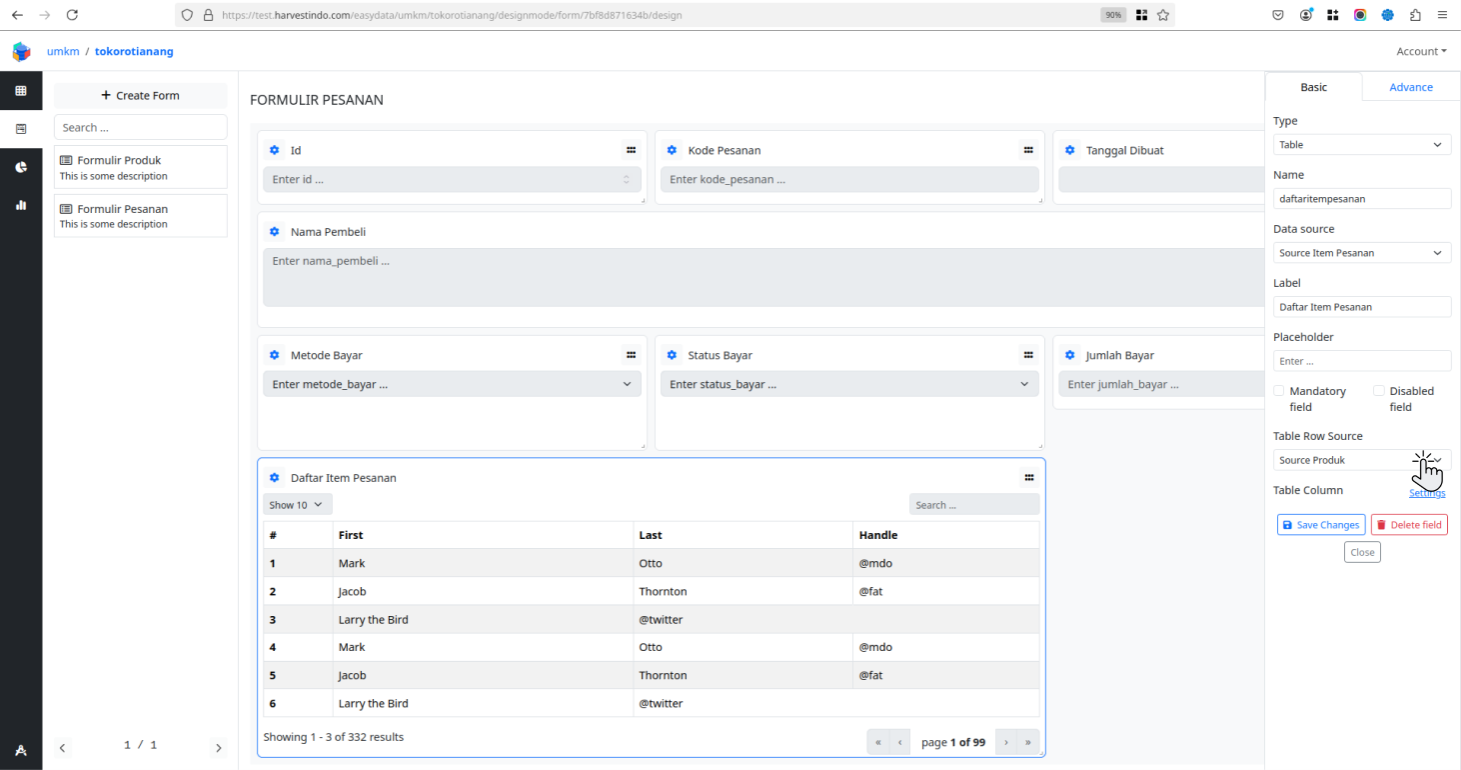 https://test.harvestindo.com/easydata/umkm/tokorotianang/designmode/form/7bf8d871634b/design
90%
umkm / tokorotianang
Account
+ Create Form
Search ...
Formulir Produk
This is some description
Formulir Pesanan
This is some description
1 / 1
FORMULIR PESANAN
Id
Enter id ...
Kode Pesanan
Enter kode_pesanan ...
Tanggal Dibuat
Nama Pembeli
Enter nama_pembeli ...
Metode Bayar
Enter metode_bayar ...
Status Bayar
Enter status_bayar ...
Jumlah Bayar
Enter jumlah_bayar ...
Daftar Item Pesanan
Show 10
Search ...
# First Last Handle
1 Mark Otto @mdo
2 Jacob Thornton @fat
3 Larry the Bird @twitter
4 Mark Otto @mdo
5 Jacob Thornton @fat
6 Larry the Bird @twitter
Showing 1 - 3 of 332 results
« ‹ page 1 of 99 › »
Basic
Advance
Type
Table
Name
daftaritempesanan
Data source
Source Item Pesanan
Label
Daftar Item Pesanan
Placeholder
Enter ...
Mandatory field
Disabled field
Table Row Source
Source Produk
Table Column
Settings
Save Changes
Delete field
Close